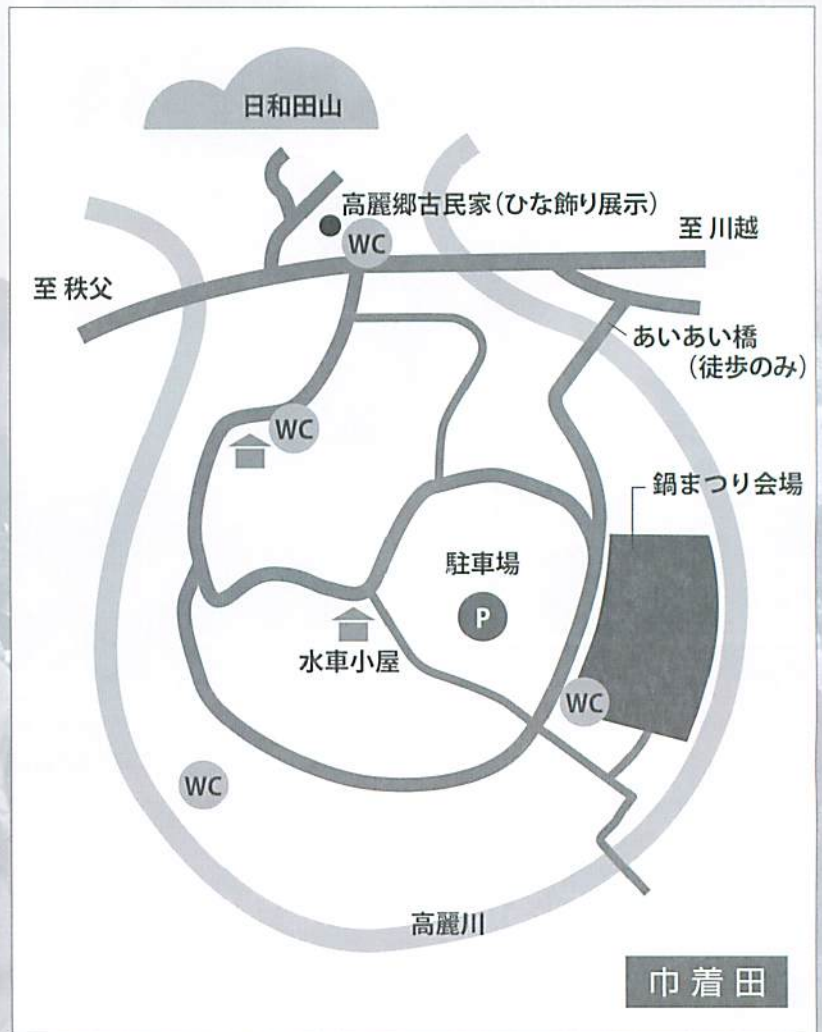 日和田山
高麗郷古民家(ひな飾り展示)
WC
至 川越
至 秩父
あいあい橋
(徒歩のみ)
WC
鍋まつり会場
駐車場
P
水車小屋
WC
WC
高麗川
巾着田